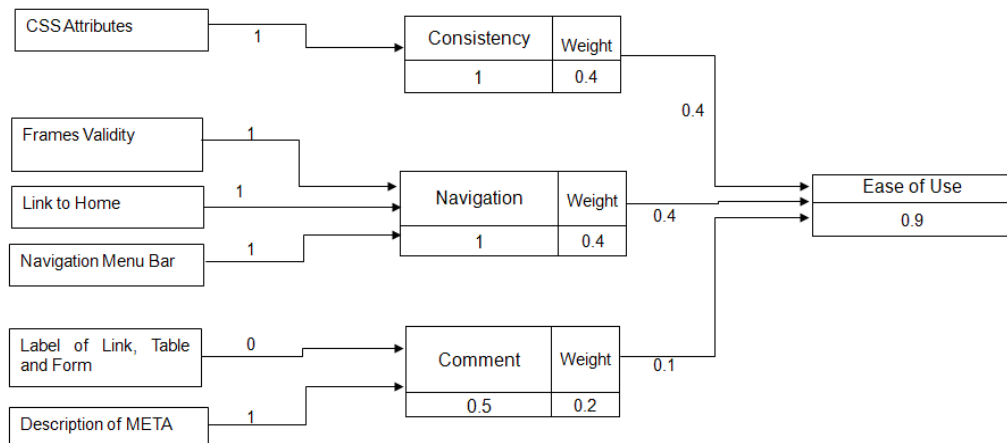 CSS Attributes
1
Consistency
Weight
1
0.4
0.4
Frames Validity
1
Link to Home
1
Navigation Menu Bar
1
Navigation
Weight
1
0.4
0.4
Ease of Use
0.9
Label of Link, Table
and Form
0
Description of META
1
Comment
Weight
0.5
0.2
0.1